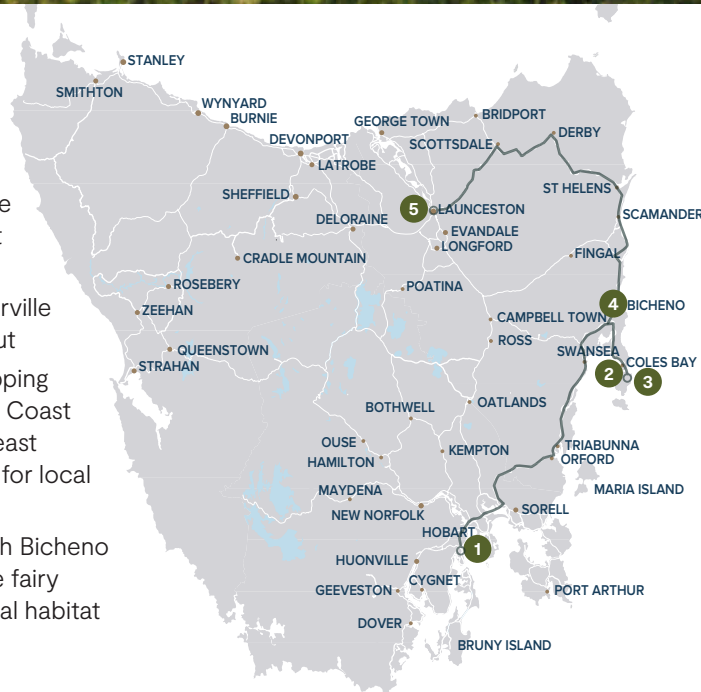 e
t
rville
ut
pping
Coast
east
for local
h Bicheno
e fairy
al habitat
STANLEY
SMITHTON
WYNYARD
BURNIE
DEVONPORT
LATROBE
GEORGE TOWN
BRIDPORT
SCOTTSDALE
DERBY
SHEFFIELD
ST HELENS
5 LAUNCESTON
SCAMANDER
DELORAINE
EVANDALE
LONGFORD
FINGAL
CRADLE MOUNTAIN
ROSEBERY
POATINA
4 BICHENO
ZEEHAN
CAMPBELL TOWN
ROSS
QUEENSTOWN
SWANSEA
STRAHAN
2 COLES BAY
3
BOTHWELL
OATLANDS
OUSE
KEMPTON
TRIABUNNA
HAMILTON
ORFORD
MAYDENA
MARIA ISLAND
NEW NORFOLK
SORELL
HOBART
1
HUONVILLE
CYGNET
GEEVESTON
PORT ARTHUR
DOVER
BRUNY ISLAND